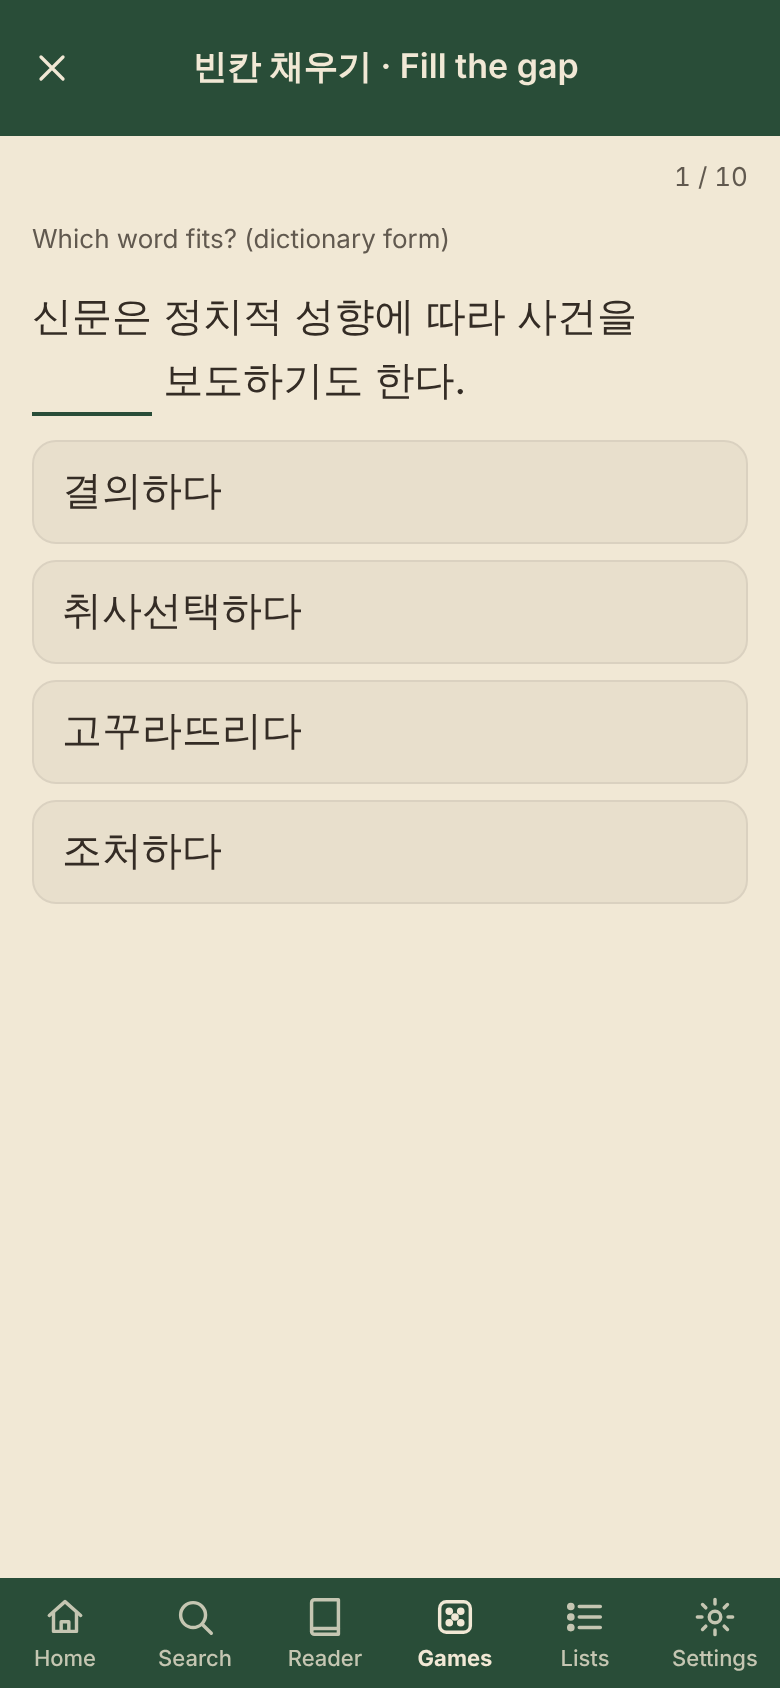 빈칸 채우기 · Fill the gap
1 / 10
Which word fits? (dictionary form)
신문은 정치적 성향에 따라 사건을
보도하기도 한다.
결의하다
취사선택하다
고꾸라뜨리다
조처하다
Home
Search
Reader
Games
Lists
Settings